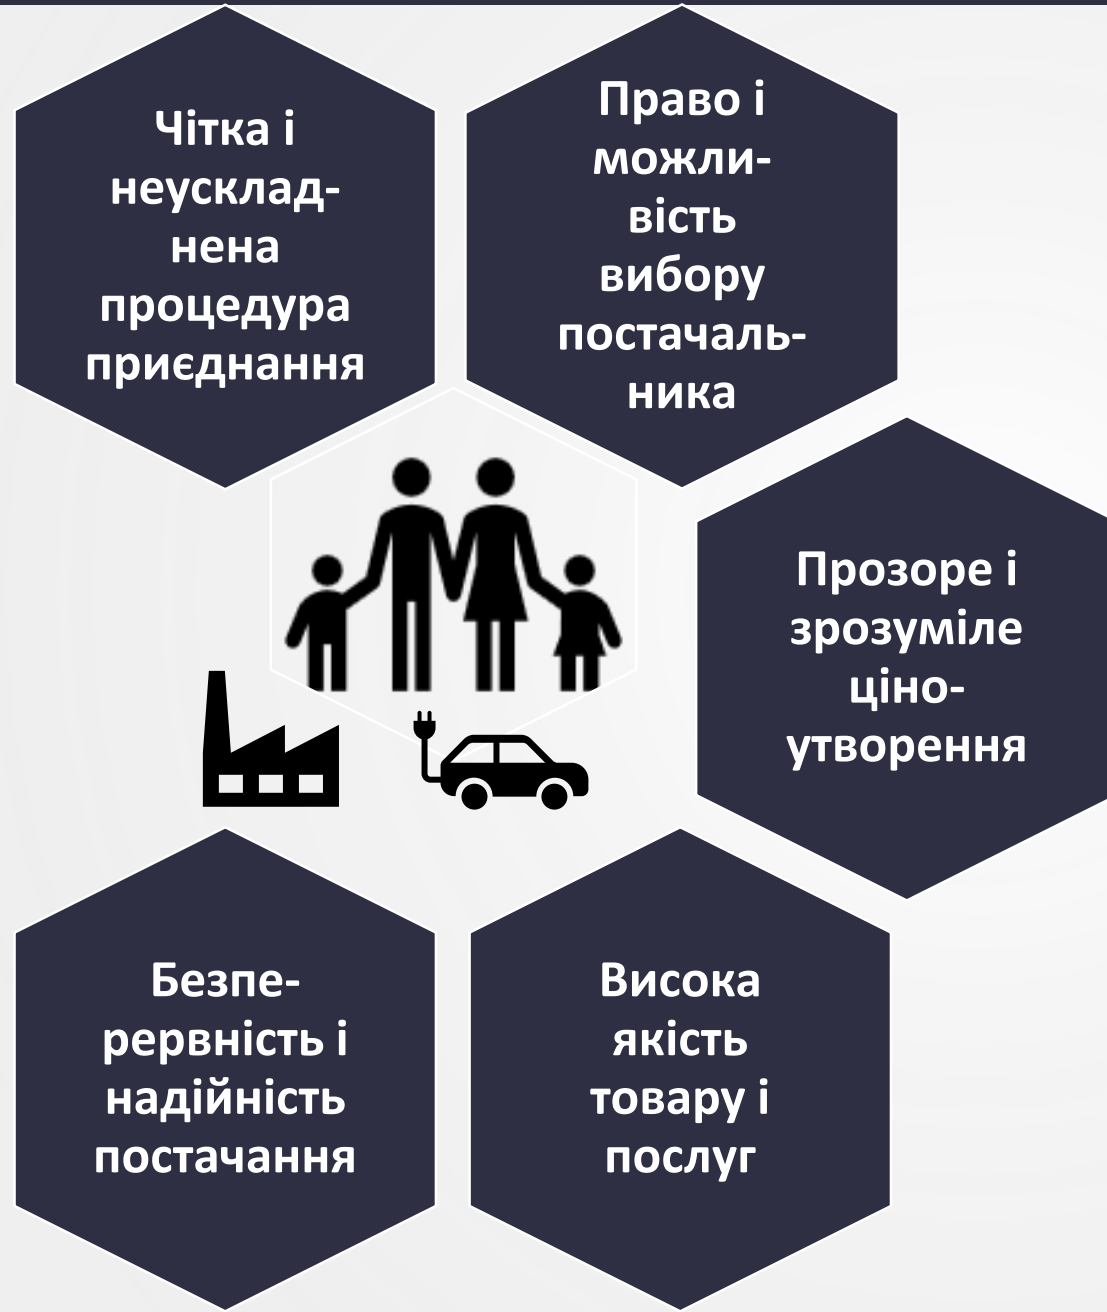 Чітка і
неусклад-
нена
процедура
приєднання
Право і
можли-
вість
вибору
постачаль-
ника
Прозоре і
зрозуміле
ціно-
утворення
Безпе-
рервність і
надійність
постачання
Висока
якість
товару і
послуг